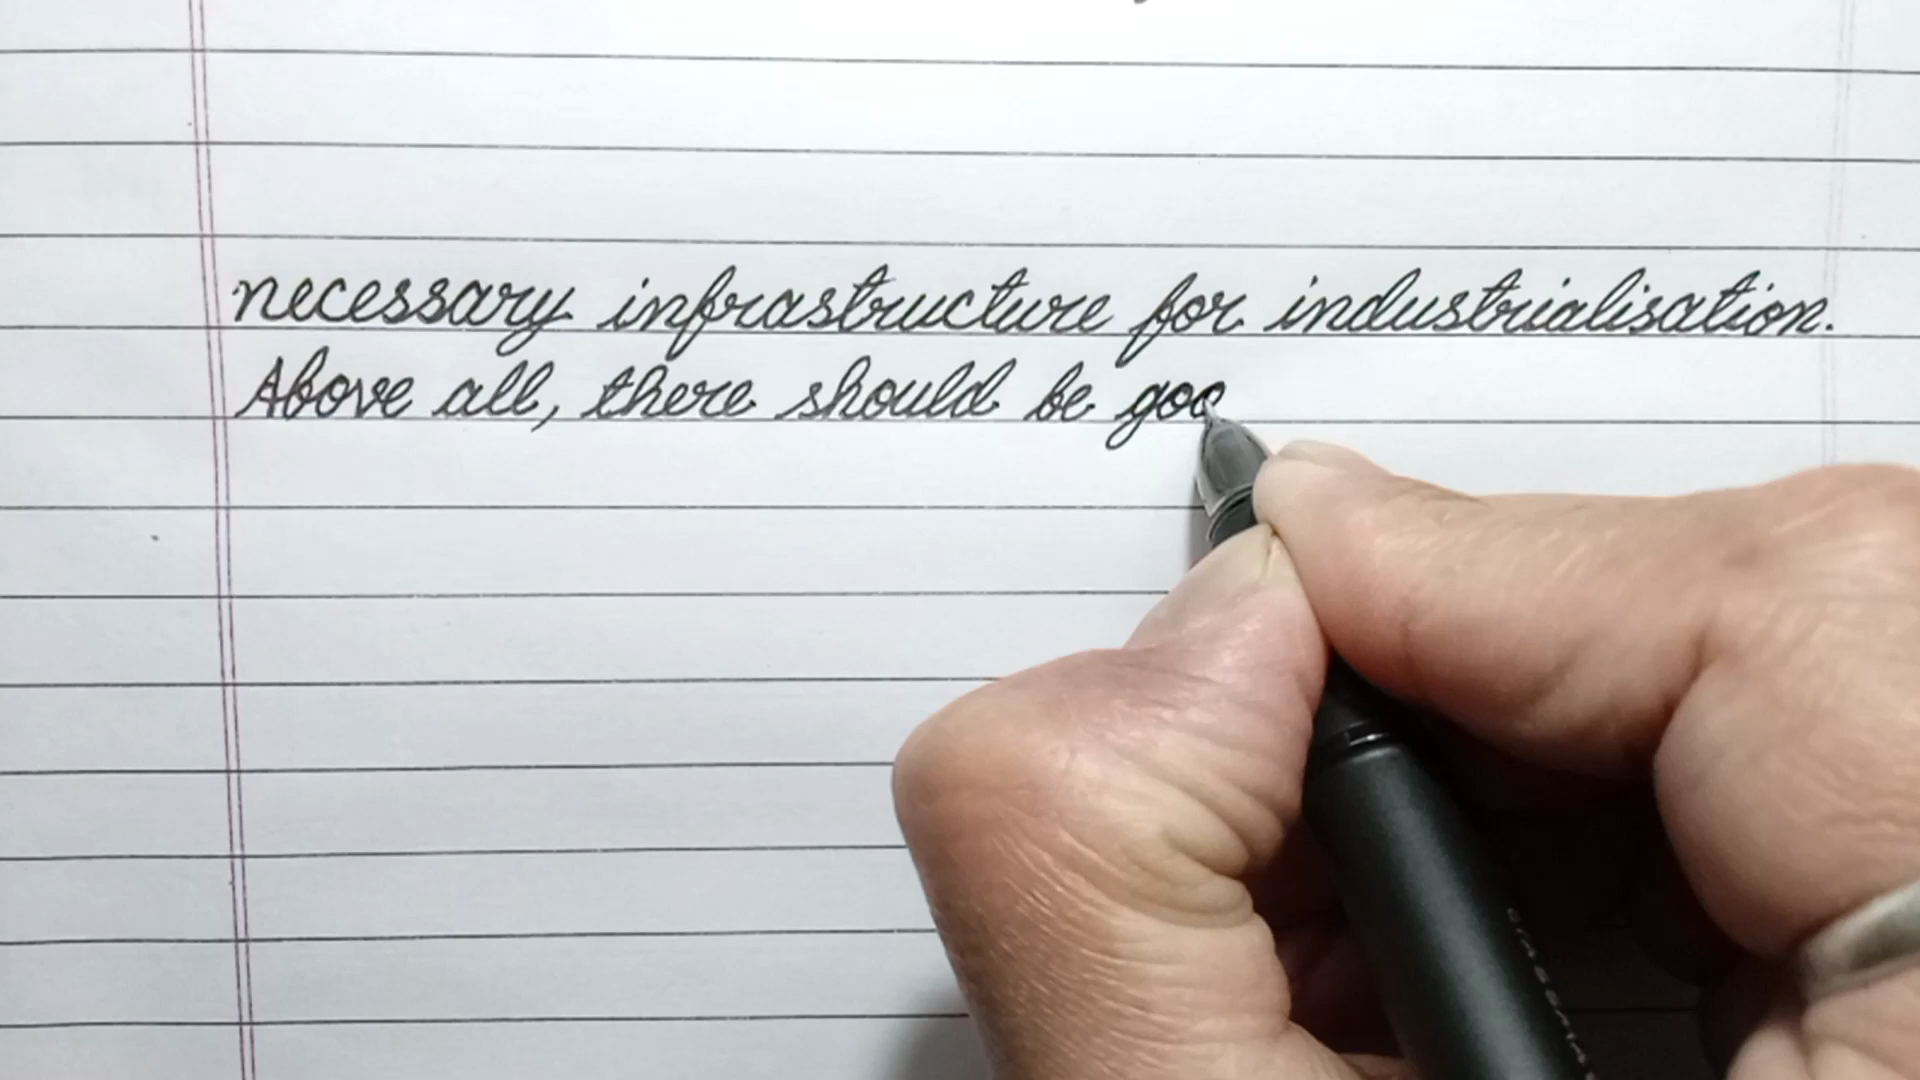 necessary infrastructure for industrialisation.
Above all, there should be goo